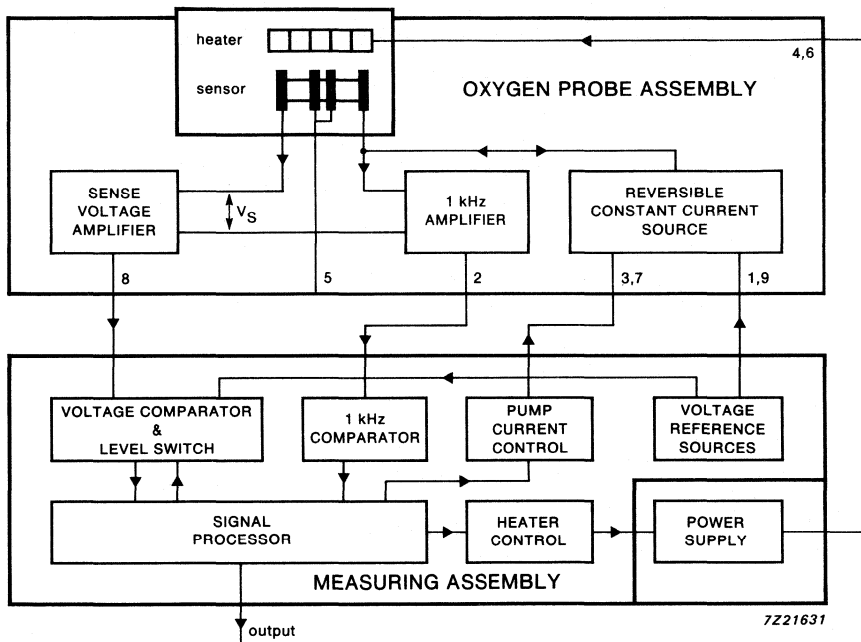 heater
4,6
sensor
OXYGEN PROBE ASSEMBLY
SENSE
VOLTAGE
AMPLIFIER
VS
1 kHz
AMPLIFIER
REVERSIBLE
CONSTANT CURRENT
SOURCE
8
5
2
3,7
1,9
VOLTAGE COMPARATOR
&
LEVEL SWITCH
1 kHz
COMPARATOR
PUMP
CURRENT
CONTROL
VOLTAGE
REFERENCE
SOURCES
SIGNAL
PROCESSOR
HEATER
CONTROL
POWER
SUPPLY
MEASURING ASSEMBLY
7Z21631
output